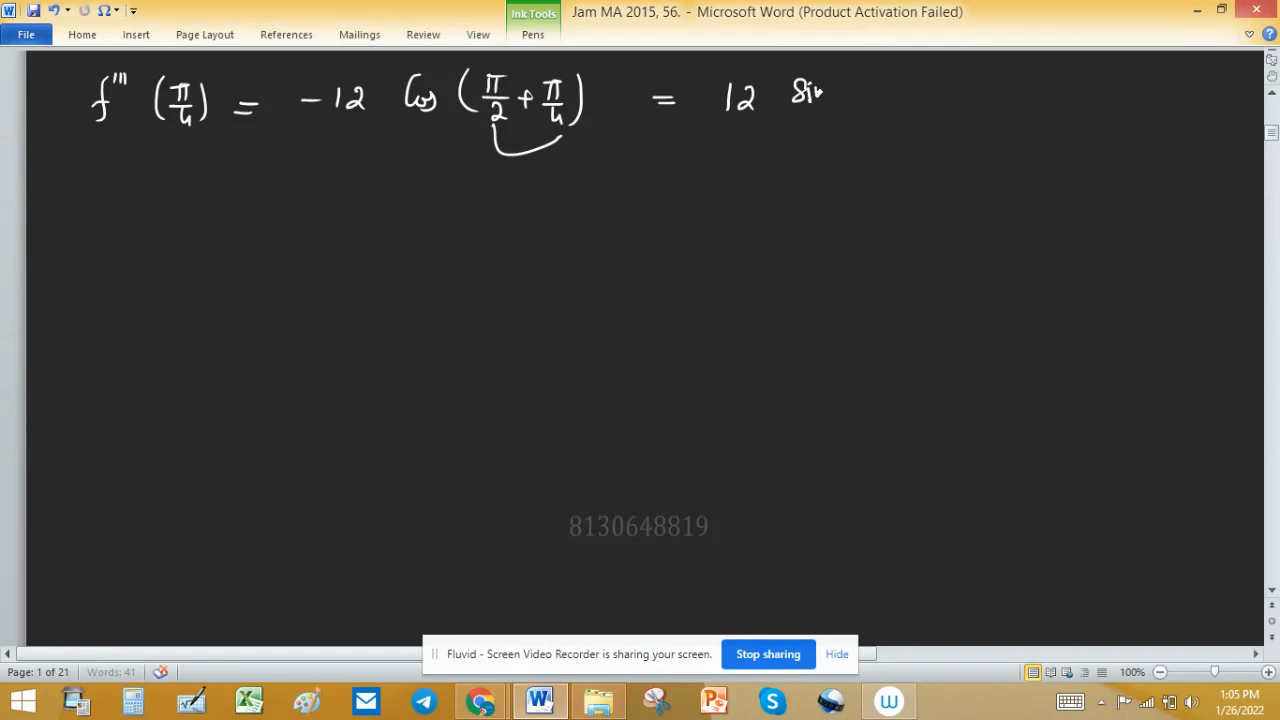 Ink Tools
Jam MA 2015, 56. - Microsoft Word (Product Activation Failed)
File Home Insert Page Layout References Mailings Review View Pens
f''' (π/4) = -12 Cos (π/2 + π/4) = 12 Sin
8130648819
Fluvid - Screen Video Recorder is sharing your screen. Stop sharing Hide
Page: 1 of 21 Words: 41 100%
1:05 PM
1/26/2022